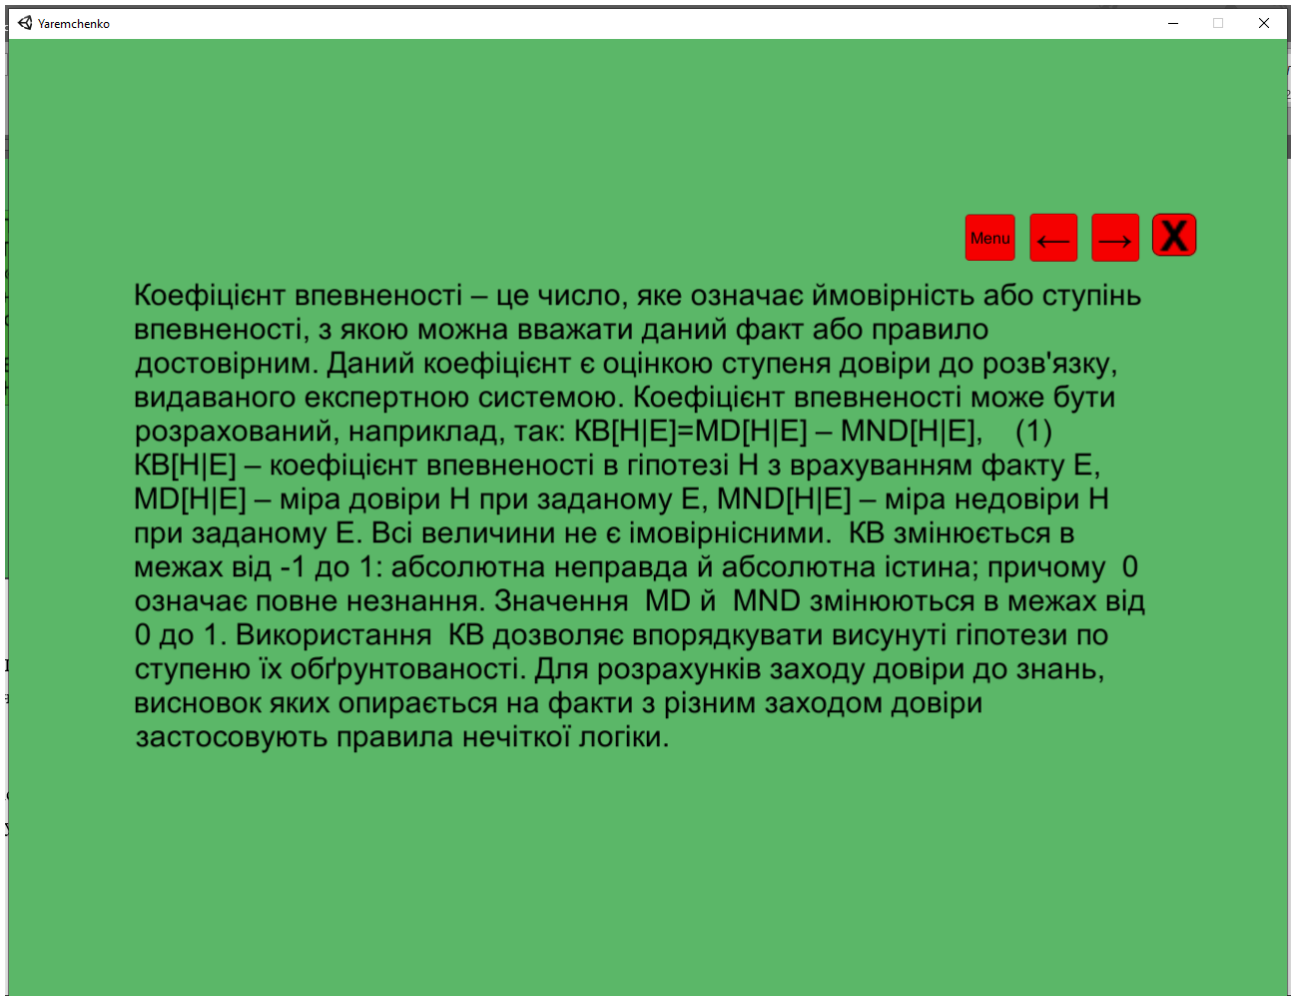 Yaremchenko
Menu ← → X
Коефіцієнт впевненості – це число, яке означає ймовірність або ступінь
впевненості, з якою можна вважати даний факт або правило
достовірним. Даний коефіцієнт є оцінкою ступеня довіри до розв'язку,
видаваного експертною системою. Коефіцієнт впевненості може бути
розрахований, наприклад, так: КВ[H|E]=MD[H|E] – MND[H|E],    (1)
КВ[H|E] – коефіцієнт впевненості в гіпотезі Н з врахуванням факту Е,
MD[H|E] – міра довіри Н при заданому Е, MND[H|E] – міра недовіри Н
при заданому Е. Всі величини не є імовірнісними.  КВ змінюється в
межах від -1 до 1: абсолютна неправда й абсолютна істина; причому  0
означає повне незнання. Значення  MD й  MND змінюються в межах від
0 до 1. Використання  КВ дозволяє впорядкувати висунуті гіпотези по
ступеню їх обґрунтованості. Для розрахунків заходу довіри до знань,
висновок яких опирається на факти з різним заходом довіри
застосовують правила нечіткої логіки.